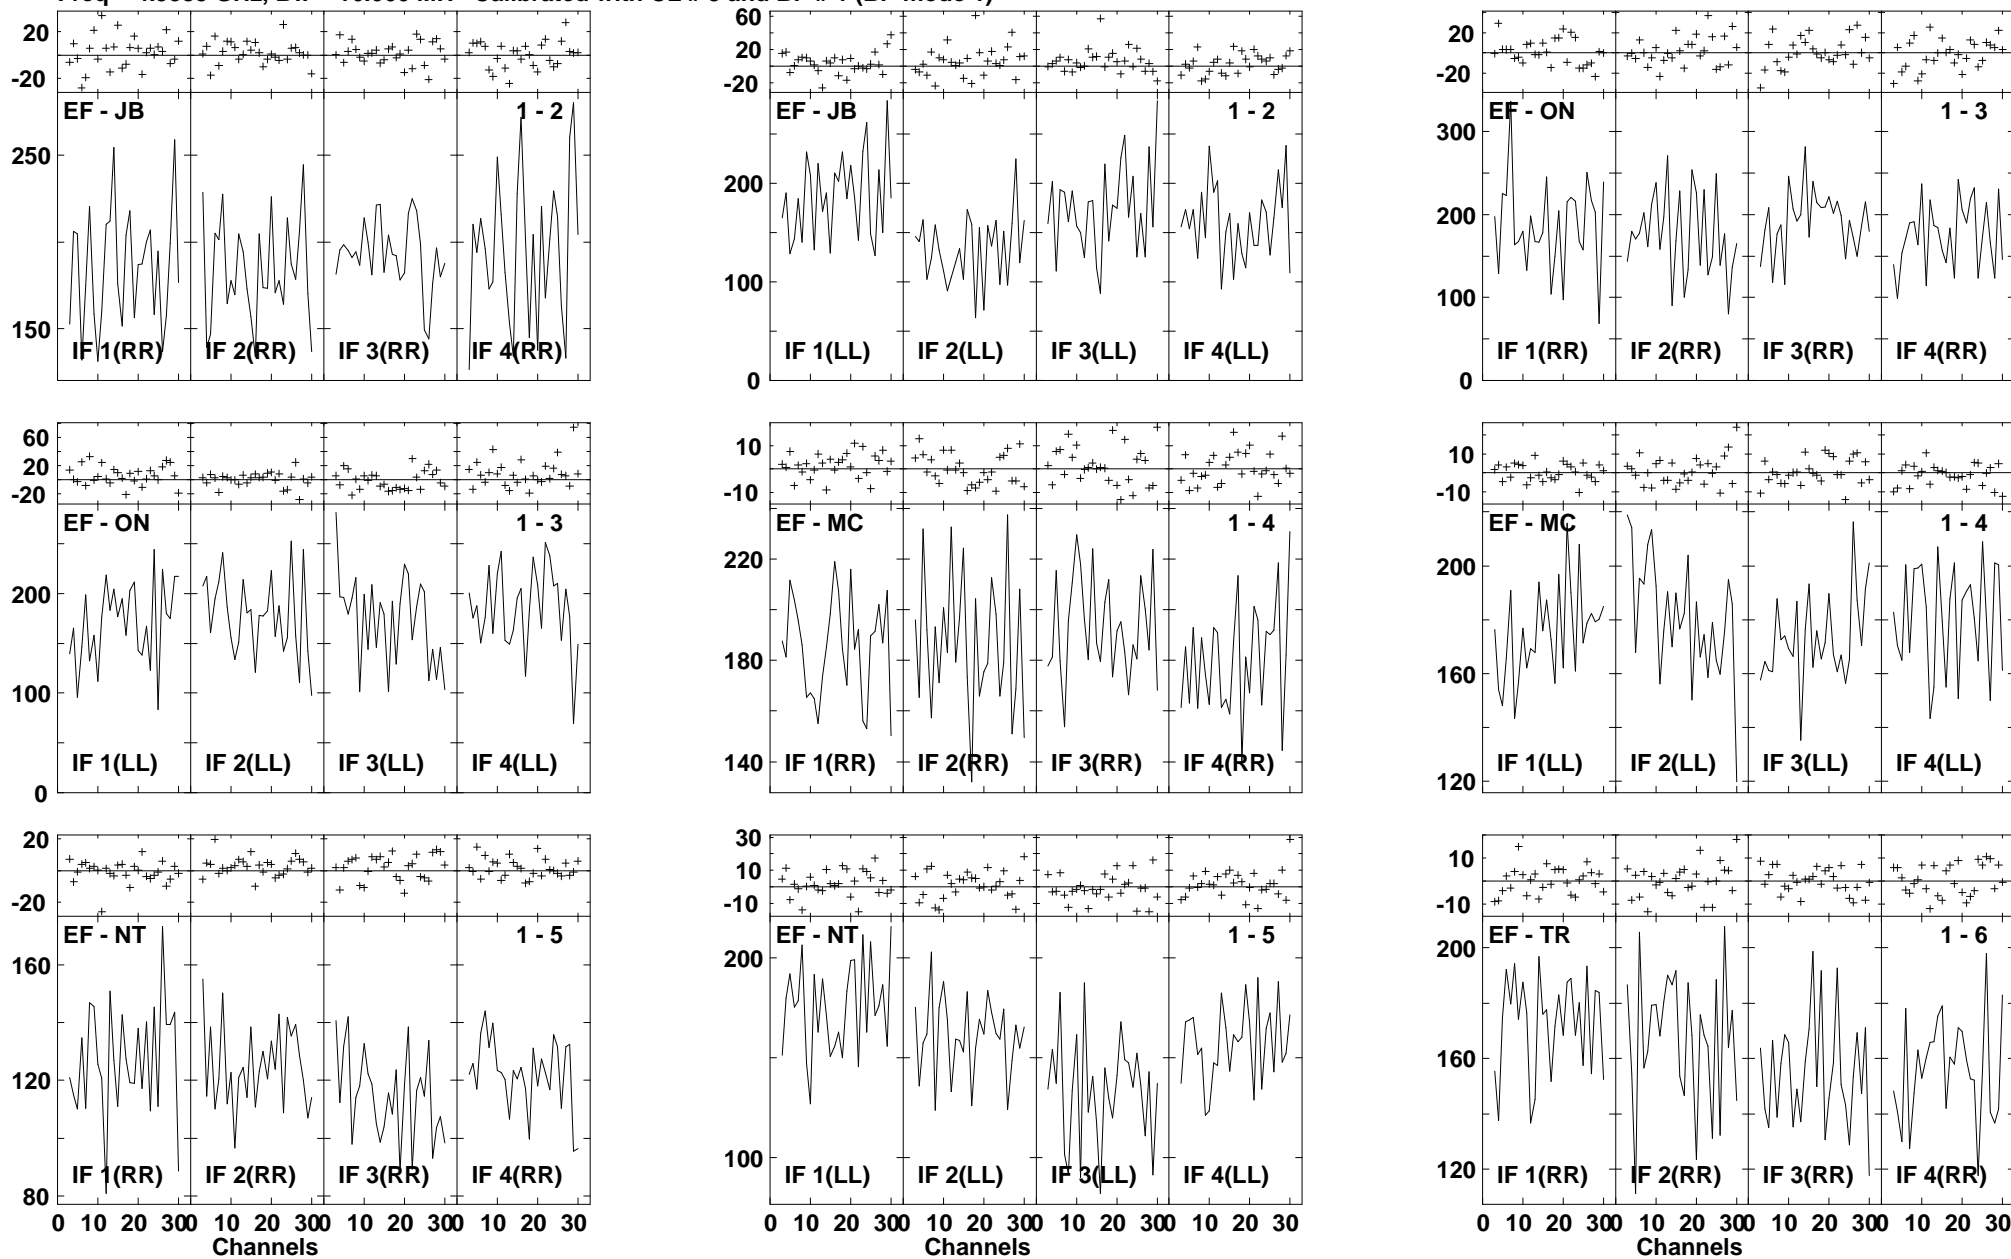 20 -20 60 20 -20 20 -20
EF - JB 1 - 2 EF - JB 1 - 2 EF - ON 1 - 3
250 150 200 100 0 300 200 100 0
IF 1(RR) IF 2(RR) IF 3(RR) IF 4(RR) IF 1(LL) IF 2(LL) IF 3(LL) IF 4(LL) IF 1(RR) IF 2(RR) IF 3(RR) IF 4(RR)
60 20 -20 10 -10 10 -10
EF - ON 1 - 3 EF - MC 1 - 4 EF - MC 1 - 4
200 100 0 220 180 140 200 160 120
IF 1(LL) IF 2(LL) IF 3(LL) IF 4(LL) IF 1(RR) IF 2(RR) IF 3(RR) IF 4(RR) IF 1(LL) IF 2(LL) IF 3(LL) IF 4(LL)
20 -20 30 10 -10 10 -10
EF - NT 1 - 5 EF - NT 1 - 5 EF - TR 1 - 6
160 120 80 200 100 200 160 120
IF 1(RR) IF 2(RR) IF 3(RR) IF 4(RR) IF 1(LL) IF 2(LL) IF 3(LL) IF 4(LL) IF 1(RR) IF 2(RR) IF 3(RR) IF 4(RR)
0 10 20 30 0 10 20 30 0 10 20 30 0 10 20 30 0 10 20 30 0 10 20 30 0 10 20 30 0 10 20 30 0 10 20 30 0 10 20 30 0 10 20 30 0 10 20 30
Channels Channels Channels